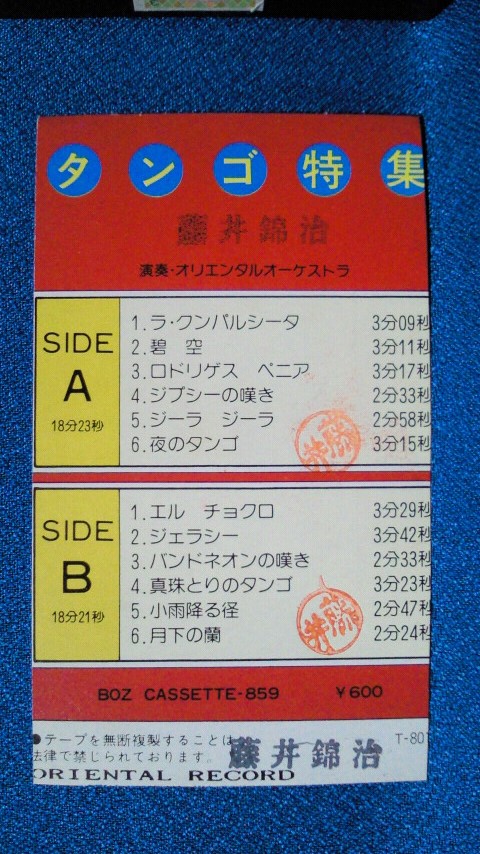 タンゴ特集
藤井錦治
演奏・オリエンタルオーケストラ
SIDE A
18分23秒
1.ラ・クンパルシータ 3分09秒
2.碧 空 3分11秒
3.ロドリゲス ペニア 3分17秒
4.ジプシーの嘆き 2分33秒
5.ジーラ ジーラ 2分58秒
6.夜のタンゴ 3分15秒
SIDE B
18分21秒
1.エル チョクロ 3分29秒
2.ジェラシー 3分42秒
3.バンドネオンの嘆き 2分33秒
4.真珠とりのタンゴ 3分23秒
5.小雨降る径 2分47秒
6.月下の蘭 2分24秒
BOZ CASSETTE-859 ¥600
●テープを無断複製することは
法律で禁じられております。
T-80
藤井錦治
ORIENTAL RECORD